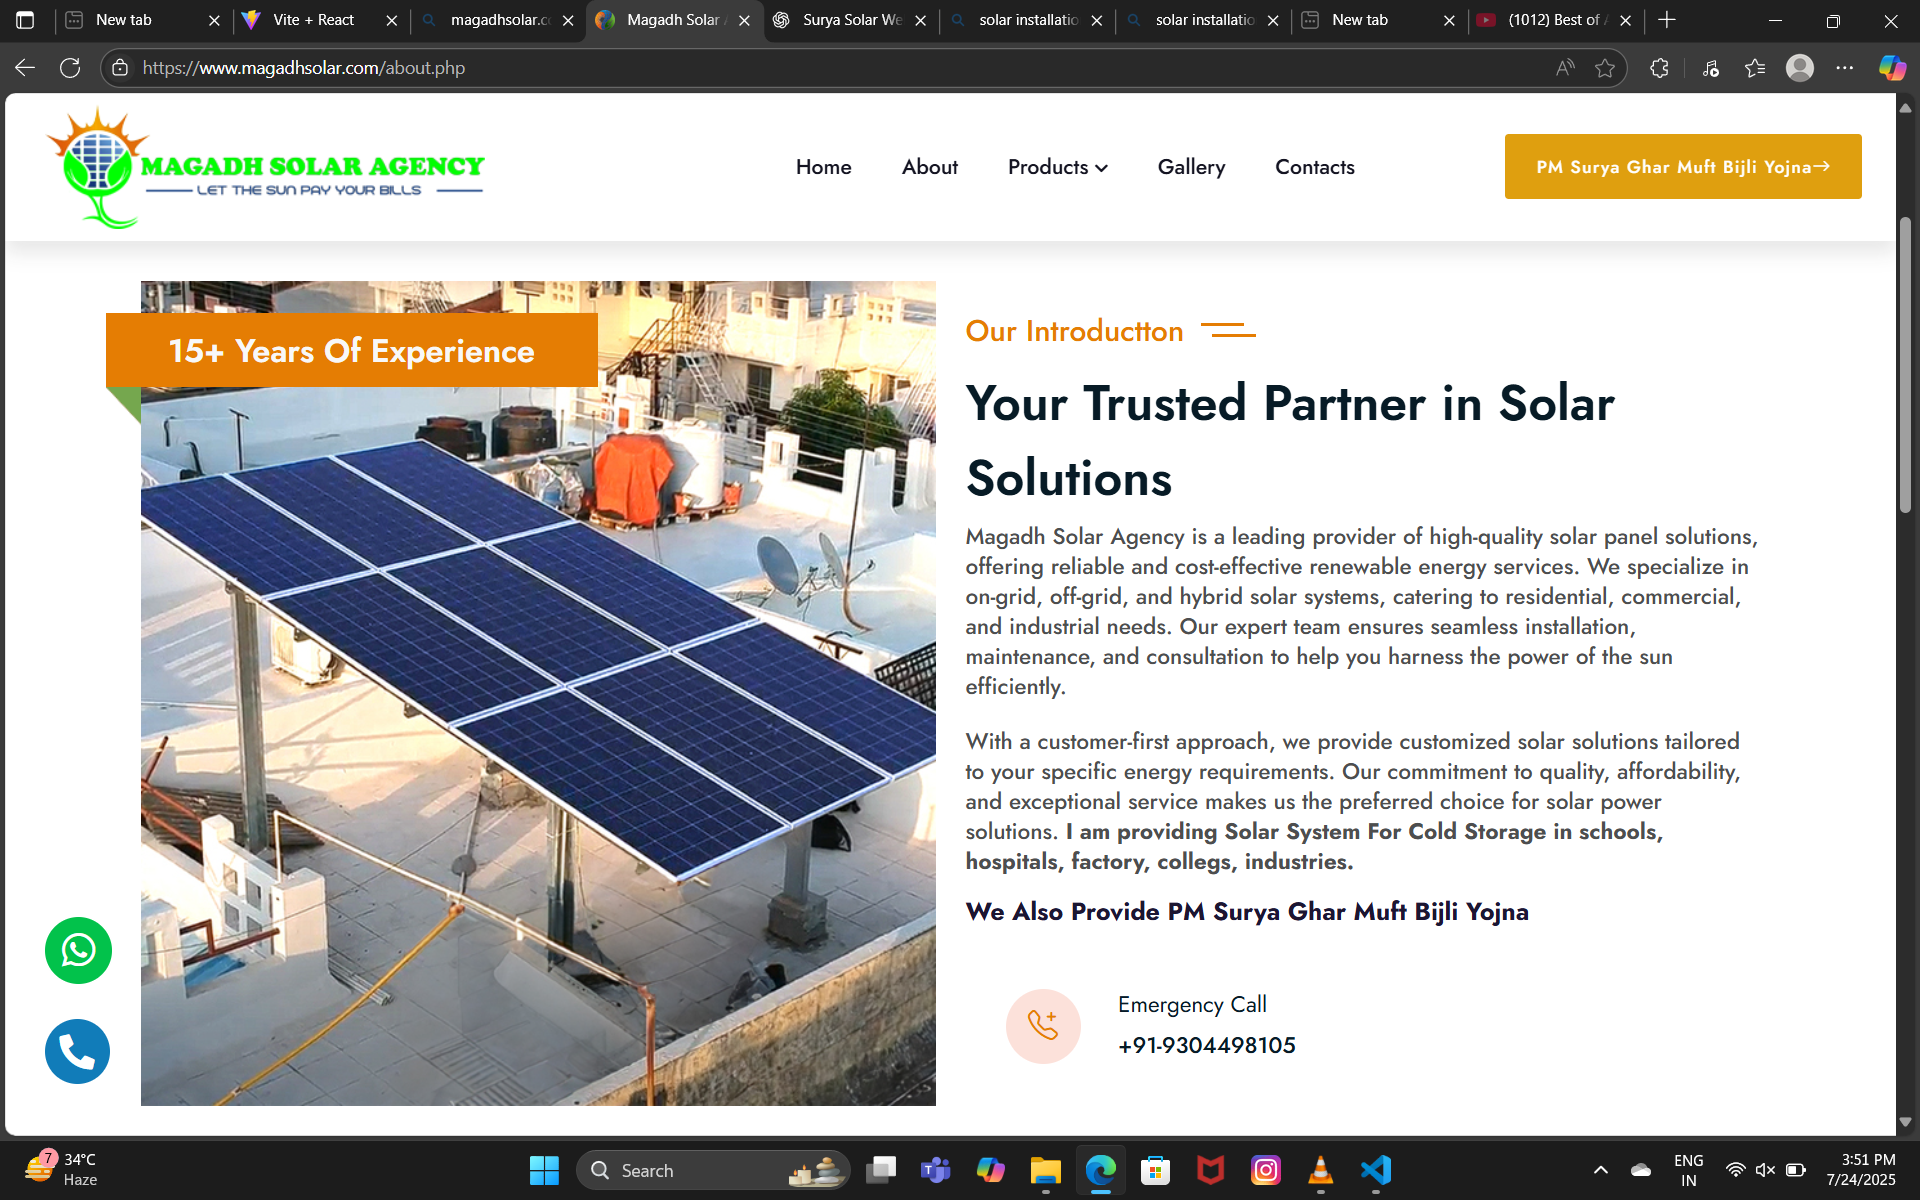 New tab
Vite + React
magadhsolar.c
Magadh Solar
Surya Solar We
solar installatio
solar installatio
New tab
(1012) Best of
https://www.magadhsolar.com/about.php
MAGADH SOLAR AGENCY
LET THE SUN PAY YOUR BILLS
Home
About
Products
Gallery
Contacts
PM Surya Ghar Muft Bijli Yojna→
15+ Years Of Experience
Our Introductton
Your Trusted Partner in Solar
Solutions
Magadh Solar Agency is a leading provider of high-quality solar panel solutions,
offering reliable and cost-effective renewable energy services. We specialize in
on-grid, off-grid, and hybrid solar systems, catering to residential, commercial,
and industrial needs. Our expert team ensures seamless installation,
maintenance, and consultation to help you harness the power of the sun
efficiently.
With a customer-first approach, we provide customized solar solutions tailored
to your specific energy requirements. Our commitment to quality, affordability,
and exceptional service makes us the preferred choice for solar power
solutions. I am providing Solar System For Cold Storage in schools,
hospitals, factory, collegs, industries.
We Also Provide PM Surya Ghar Muft Bijli Yojna
Emergency Call
+91-9304498105
7
34°C
Haze
Search
ENG
IN
3:51 PM
7/24/2025